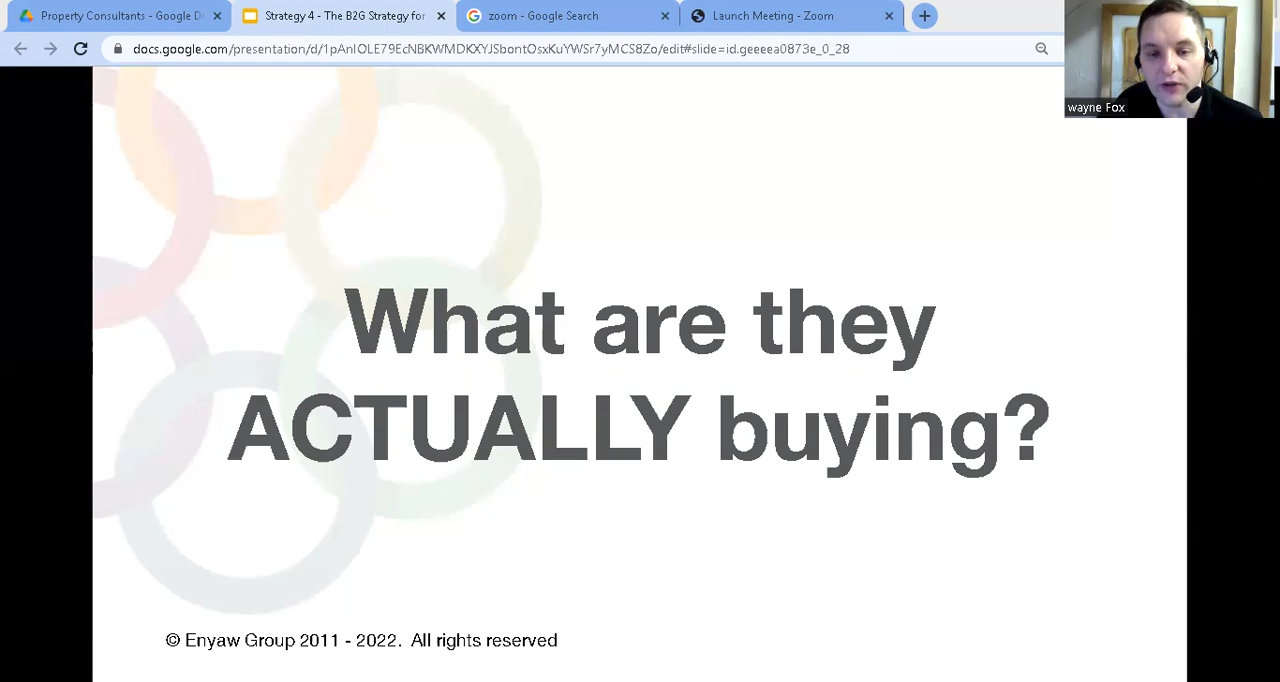 Property Consultants - Google D
Strategy 4 - The B2G Strategy for
zoom - Google Search
Launch Meeting - Zoom
docs.google.com/presentation/d/1pAnIOLE79EcNBKWMDKXYJSbontOsxKuYWSr7yMCS8Zo/edit#slide=id.geeeea0873e_0_28
wayne Fox
What are they
ACTUALLY buying?
© Enyaw Group 2011 - 2022. All rights reserved